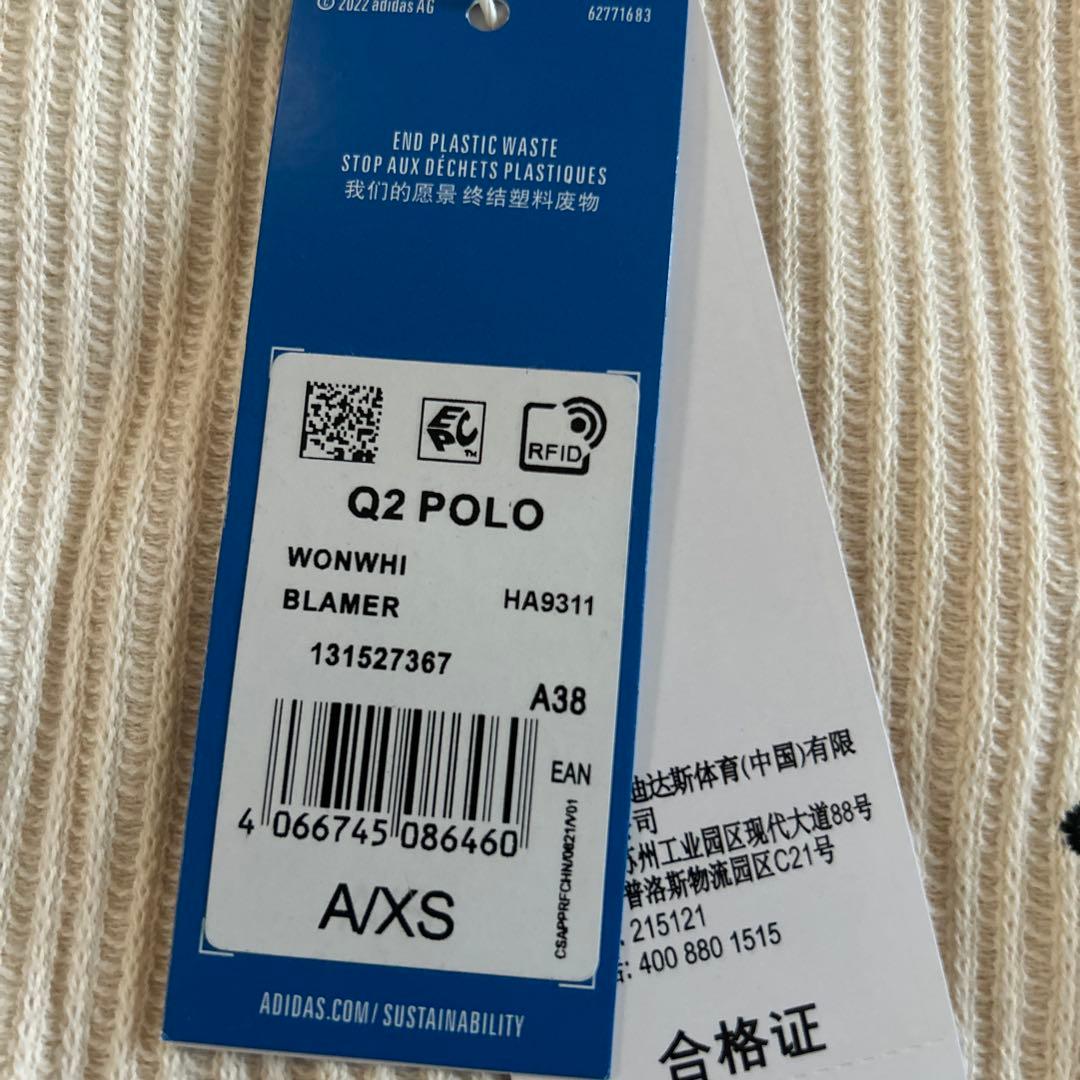 © 2022 adidas AG
62771683
END PLASTIC WASTE
STOP AUX DÉCHETS PLASTIQUES
我们的愿景 终结塑料废物
EPC™
RFID
Q2 POLO
WONWHI
BLAMER
HA9311
131527367
A38
EAN
4 066745 086460
A/XS
CSAPPRFCHN/0621/V01
ADIDAS.COM/SUSTAINABILITY
迪达斯体育(中国)有限
司
州工业园区现代大道88号
普洛斯物流园区C21号
215121
: 400 880 1515
合格证